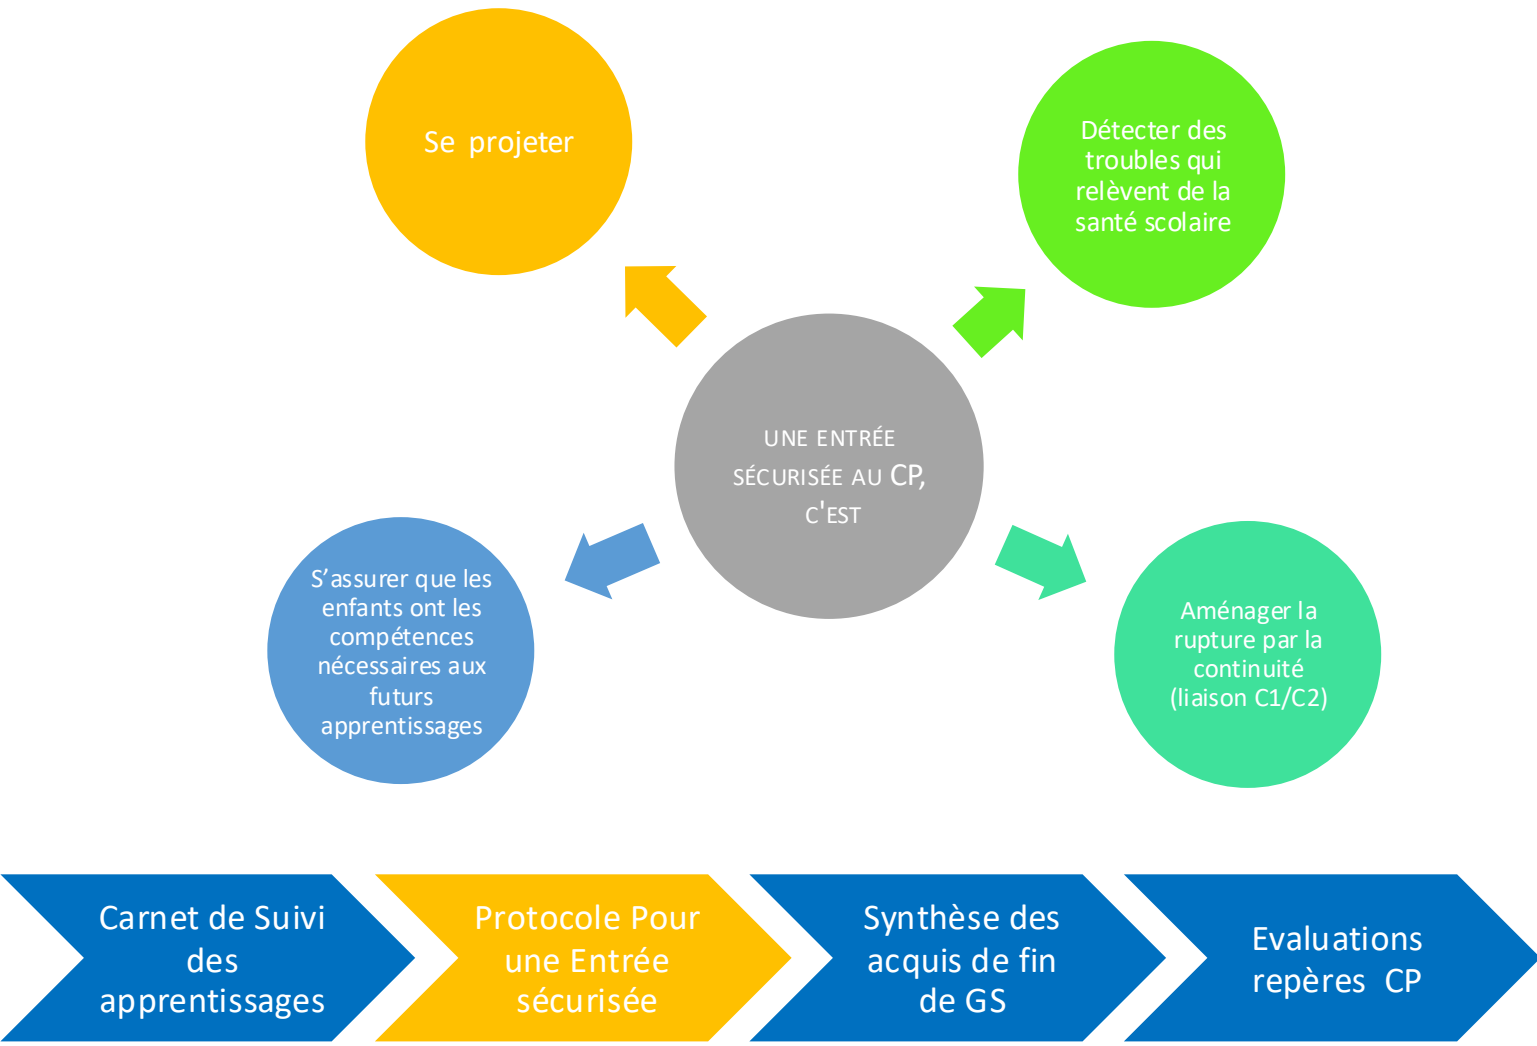 Se projeter
Détecter des
troubles qui
relèvent de la
santé scolaire
UNE ENTRÉE
SÉCURISÉE AU CP,
C'EST
S’assurer que les
enfants ont les
compétences
nécessaires aux
futurs
apprentissages
Aménager la
rupture par la
continuité
(liaison C1/C2)
Carnet de Suivi
des
apprentissages
Protocole Pour
une Entrée
sécurisée
Synthèse des
acquis de fin
de GS
Evaluations
repères CP